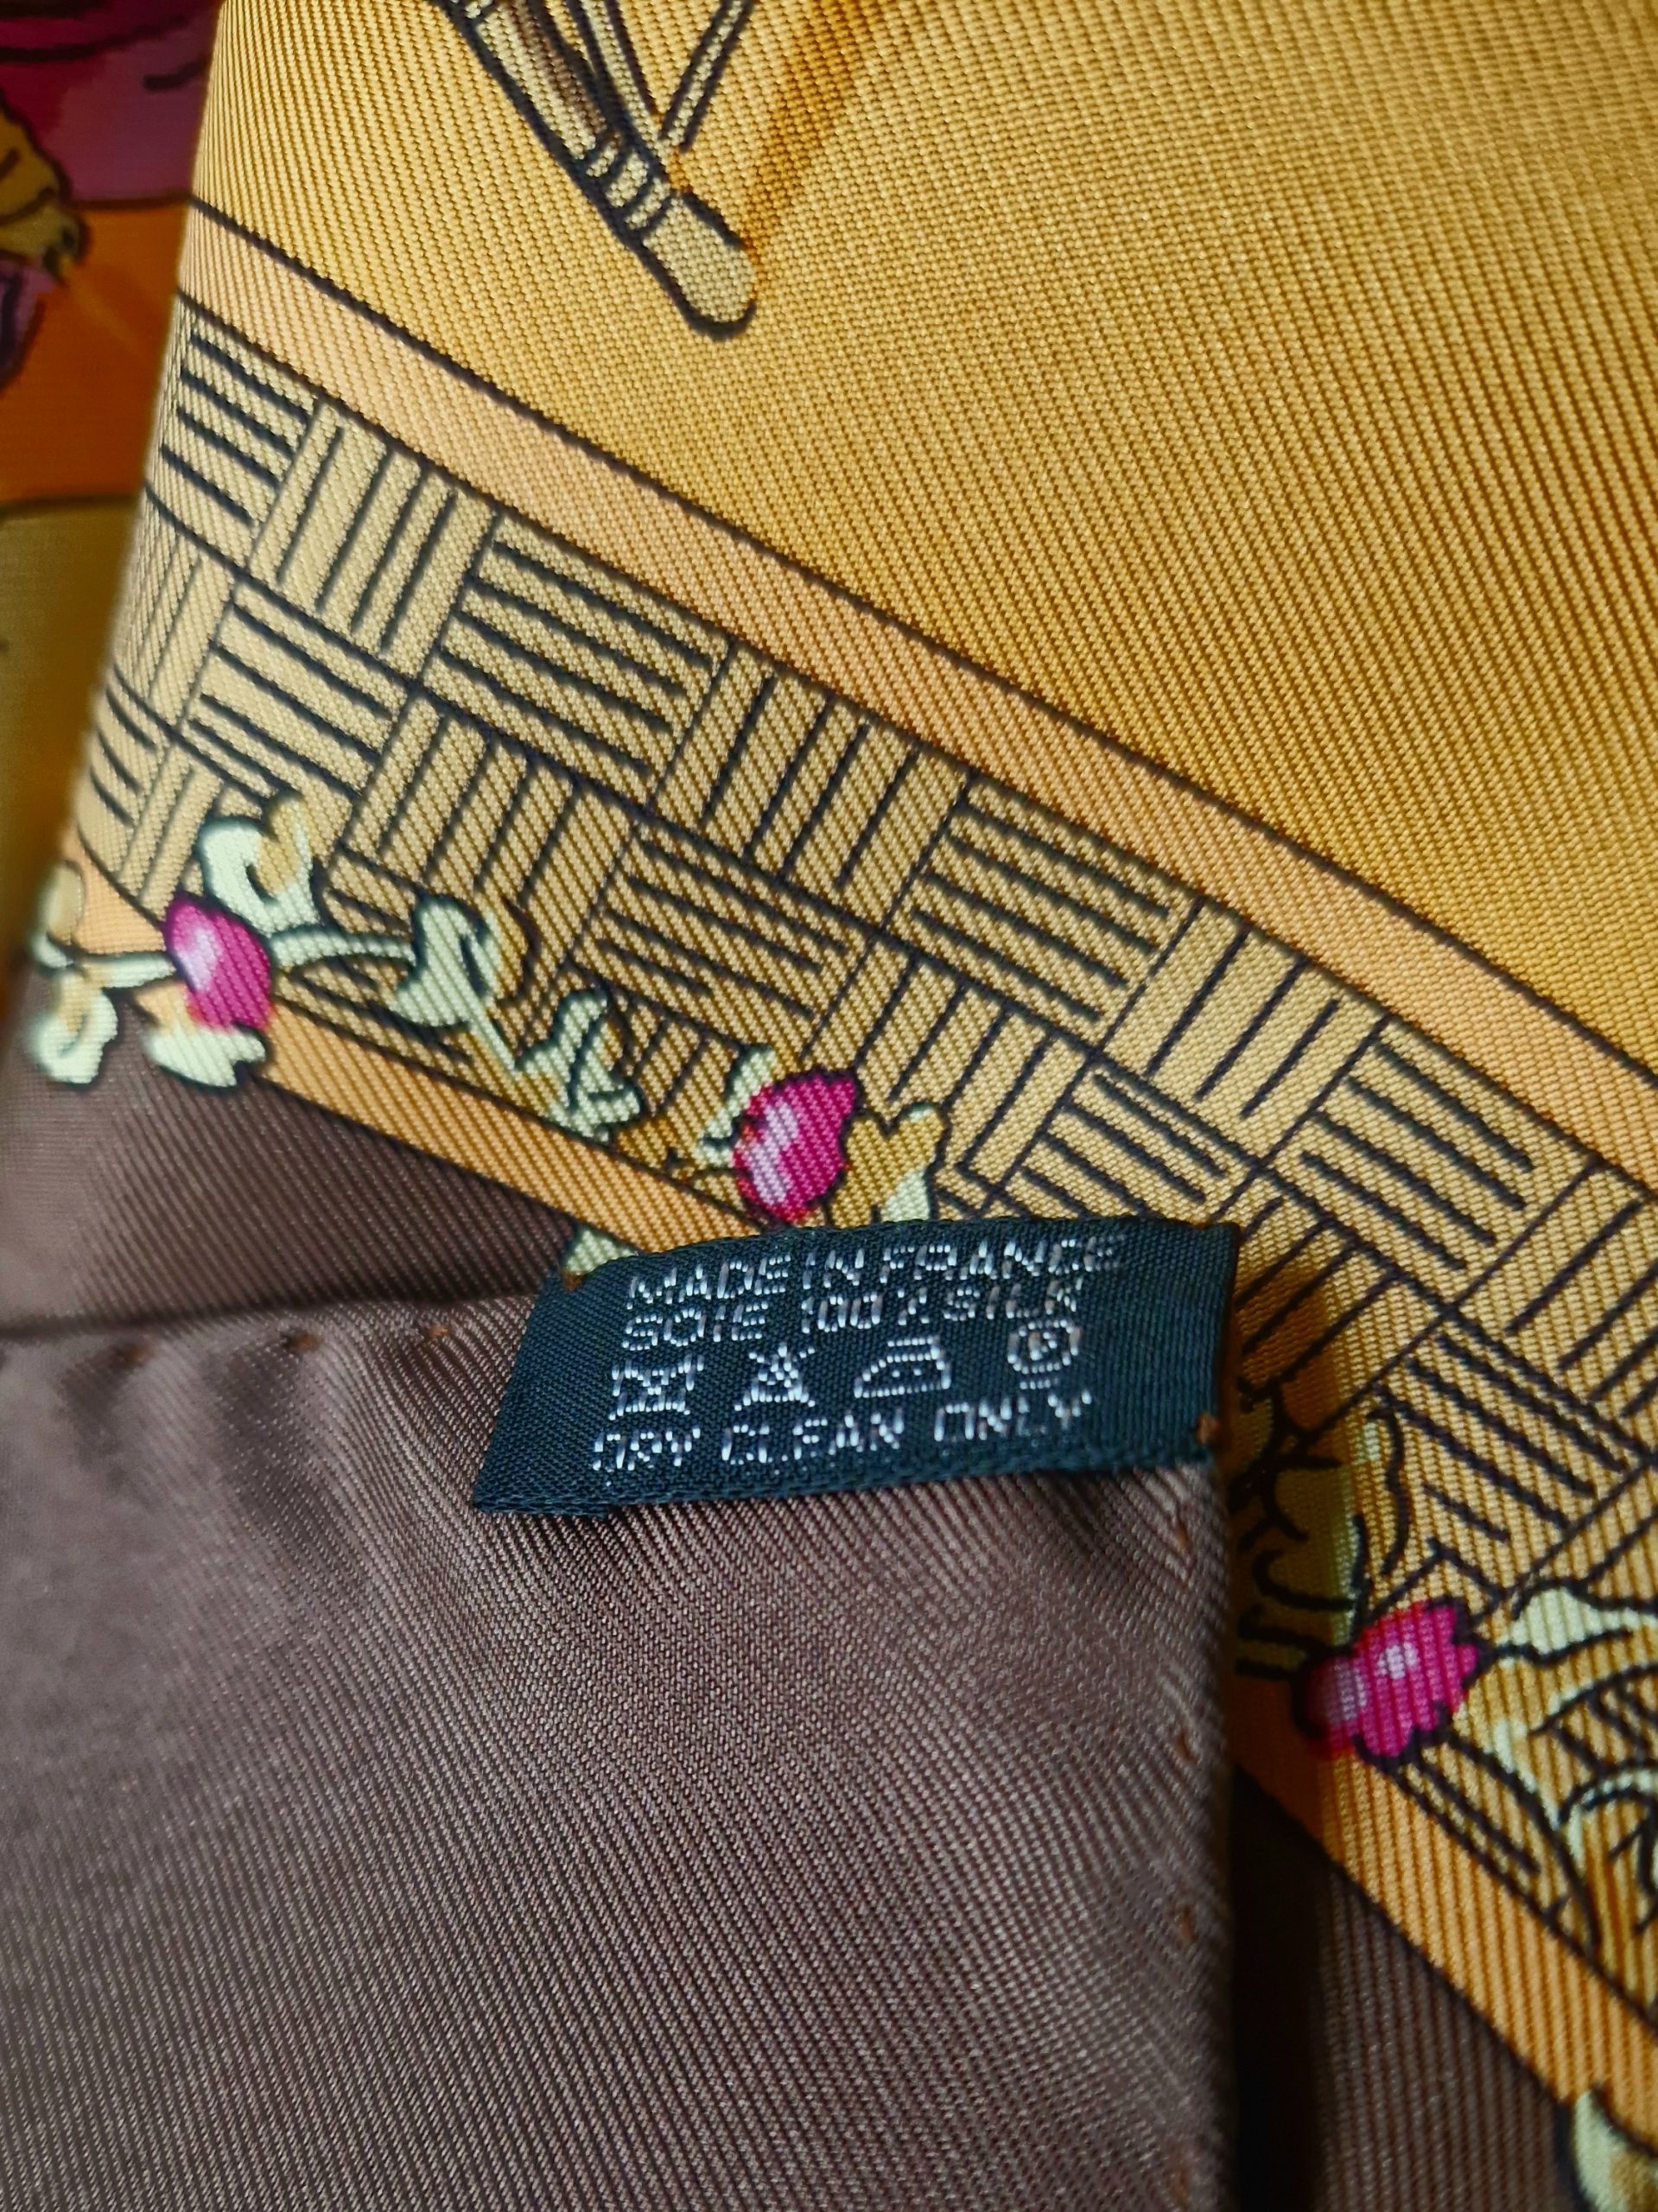 MADE IN FRANCE
SOIE 100% SILK
DRY CLEAN ONLY